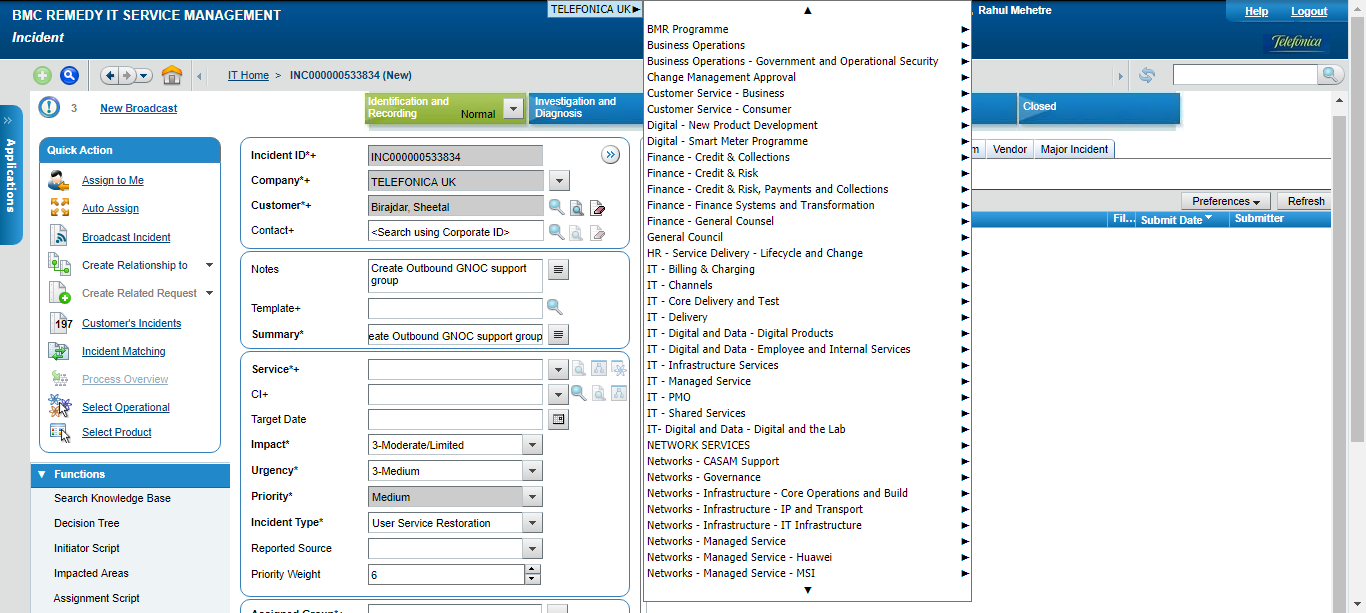 BMC REMEDY IT SERVICE MANAGEMENT
Incident
TELEFONICA UK
, Rahul Mehetre
Help
Logout
Telefónica
IT Home > INC000000533834 (New)
3
New Broadcast
Identification and Recording
Normal
Investigation and Diagnosis
Closed
Applications
Quick Action
Assign to Me
Auto Assign
Broadcast Incident
Create Relationship to
Create Related Request
197
Customer's Incidents
Incident Matching
Process Overview
Select Operational
Select Product
Functions
Search Knowledge Base
Decision Tree
Initiator Script
Impacted Areas
Assignment Script
Incident ID*+
INC000000533834
Company*+
TELEFONICA UK
Customer*+
Birajdar, Sheetal
Contact+
<Search using Corporate ID>
Notes
Create Outbound GNOC support
group
Template+
Summary*
eate Outbound GNOC support group
Service*+
CI+
Target Date
Impact*
3-Moderate/Limited
Urgency*
3-Medium
Priority*
Medium
Incident Type*
User Service Restoration
Reported Source
Priority Weight
6
Assigned Group*+
BMR Programme
Business Operations
Business Operations - Government and Operational Security
Change Management Approval
Customer Service - Business
Customer Service - Consumer
Digital - New Product Development
Digital - Smart Meter Programme
Finance - Credit & Collections
Finance - Credit & Risk
Finance - Credit & Risk, Payments and Collections
Finance - Finance Systems and Transformation
Finance - General Counsel
General Council
HR - Service Delivery - Lifecycle and Change
IT - Billing & Charging
IT - Channels
IT - Core Delivery and Test
IT - Delivery
IT - Digital and Data - Digital Products
IT - Digital and Data - Employee and Internal Services
IT - Infrastructure Services
IT - Managed Service
IT - PMO
IT - Shared Services
IT- Digital and Data - Digital and the Lab
NETWORK SERVICES
Networks - CASAM Support
Networks - Governance
Networks - Infrastructure - Core Operations and Build
Networks - Infrastructure - IP and Transport
Networks - Infrastructure - IT Infrastructure
Networks - Managed Service
Networks - Managed Service - Huawei
Networks - Managed Service - MSI
m
Vendor
Major Incident
Preferences
Refresh
Fil...
Submit Date
Submitter